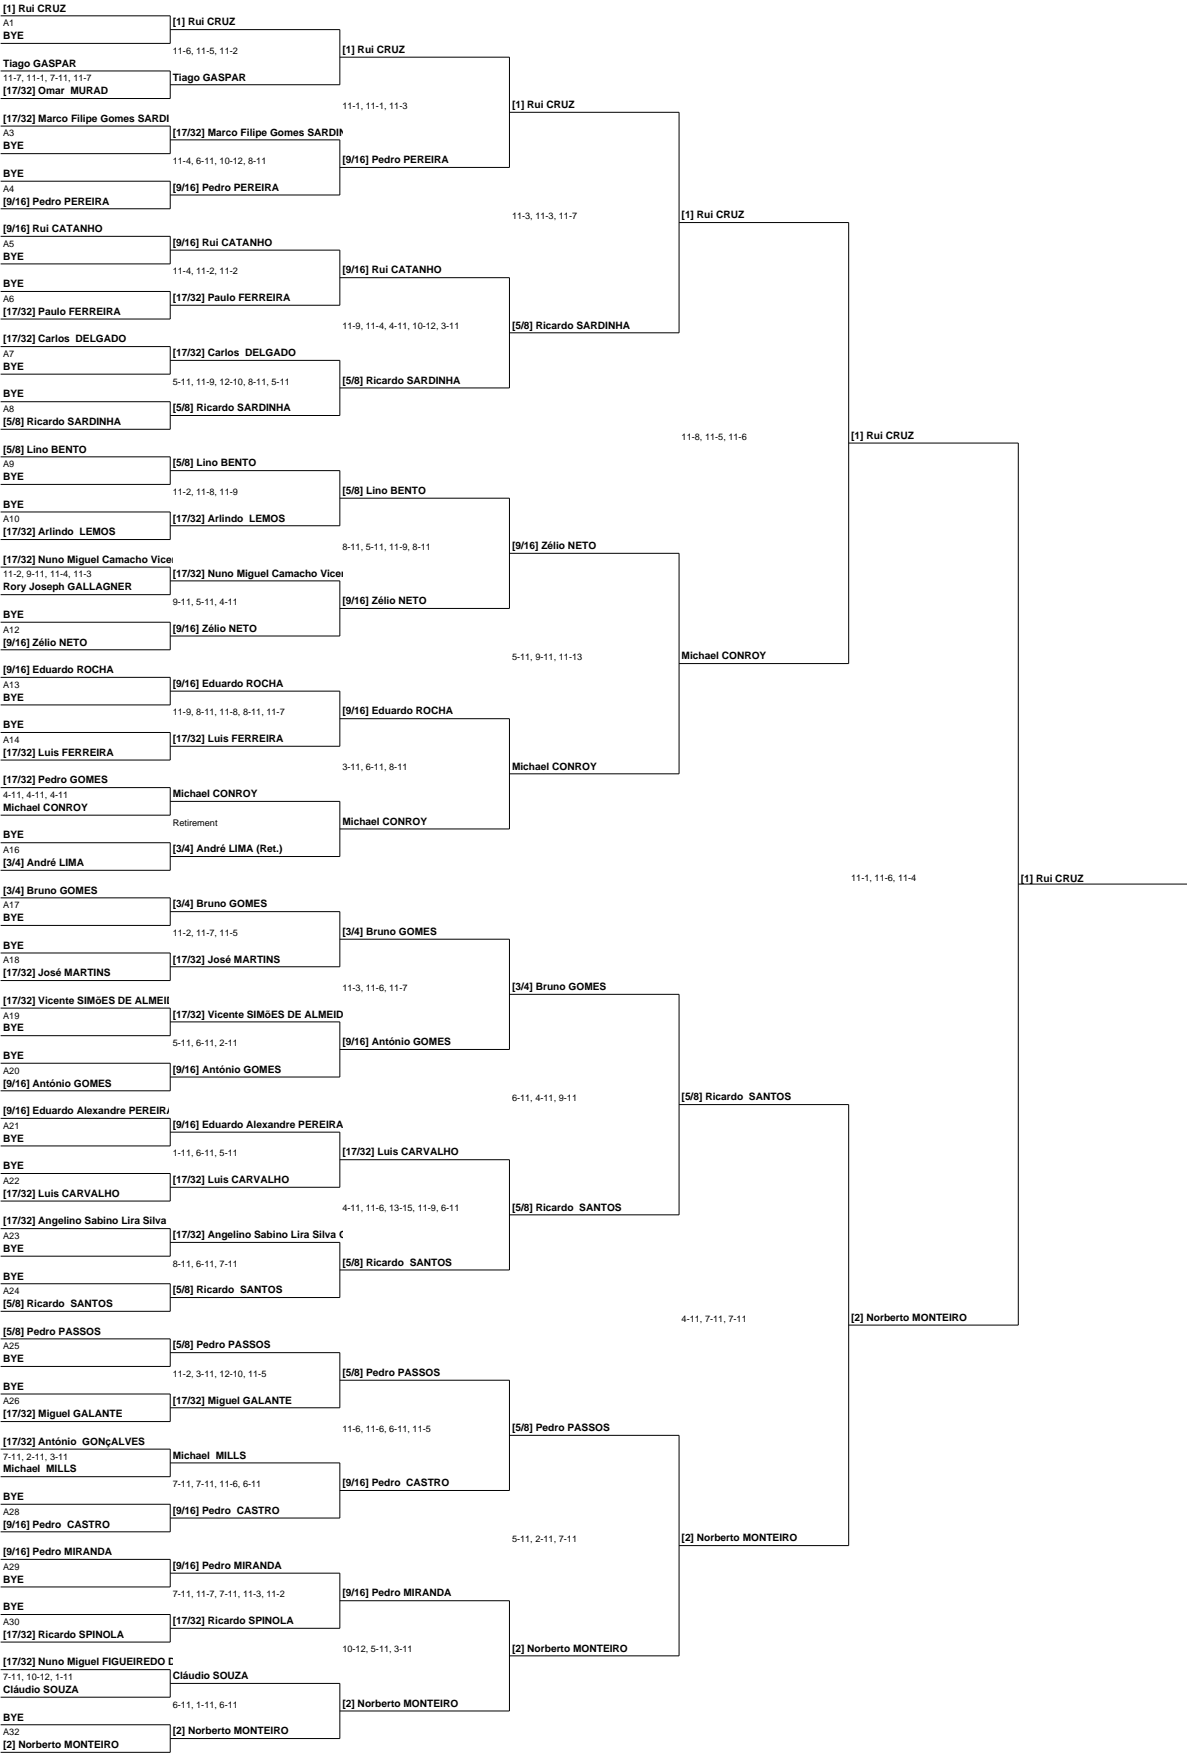 [1] Rui CRUZ
A1
BYE
Tiago GASPAR
11-7, 11-1, 7-11, 11-7
[17/32] Omar MURAD
[17/32] Marco Filipe Gomes SARDI
A3
BYE
BYE
A4
[9/16] Pedro PEREIRA
[9/16] Rui CATANHO
A5
BYE
BYE
A6
[17/32] Paulo FERREIRA
[17/32] Carlos DELGADO
A7
BYE
BYE
A8
[5/8] Ricardo SARDINHA
[5/8] Lino BENTO
A9
BYE
BYE
A10
[17/32] Arlindo LEMOS
[17/32] Nuno Miguel Camacho Vice
11-2, 9-11, 11-4, 11-3
Rory Joseph GALLAGNER
BYE
A12
[9/16] Zélio NETO
[9/16] Eduardo ROCHA
A13
BYE
BYE
A14
[17/32] Luis FERREIRA
[17/32] Pedro GOMES
4-11, 4-11, 4-11
Michael CONROY
BYE
A16
[3/4] André LIMA
[3/4] Bruno GOMES
A17
BYE
BYE
A18
[17/32] José MARTINS
[17/32] Vicente SIMõES DE ALMEI
A19
BYE
BYE
A20
[9/16] António GOMES
[9/16] Eduardo Alexandre PEREIR
A21
BYE
BYE
A22
[17/32] Luis CARVALHO
[17/32] Angelino Sabino Lira Silva
A23
BYE
BYE
A24
[5/8] Ricardo SANTOS
[5/8] Pedro PASSOS
A25
BYE
BYE
A26
[17/32] Miguel GALANTE
[17/32] António GONçALVES
7-11, 2-11, 3-11
Michael MILLS
BYE
A28
[9/16] Pedro CASTRO
[9/16] Pedro MIRANDA
A29
BYE
BYE
A30
[17/32] Ricardo SPINOLA
[17/32] Nuno Miguel FIGUEIREDO
7-11, 10-12, 1-11
Cláudio SOUZA
BYE
A32
[2] Norberto MONTEIRO
[1] Rui CRUZ
11-6, 11-5, 11-2
Tiago GASPAR
[17/32] Marco Filipe Gomes SARDIN
11-4, 6-11, 10-12, 8-11
[9/16] Pedro PEREIRA
[9/16] Rui CATANHO
11-4, 11-2, 11-2
[17/32] Paulo FERREIRA
[17/32] Carlos DELGADO
5-11, 11-9, 12-10, 8-11, 5-11
[5/8] Ricardo SARDINHA
[5/8] Lino BENTO
11-2, 11-8, 11-9
[17/32] Arlindo LEMOS
[17/32] Nuno Miguel Camacho Vice
9-11, 5-11, 4-11
[9/16] Zélio NETO
[9/16] Eduardo ROCHA
11-9, 8-11, 11-8, 8-11, 11-7
[17/32] Luis FERREIRA
Michael CONROY
Retirement
[3/4] André LIMA (Ret.)
[3/4] Bruno GOMES
11-2, 11-7, 11-5
[17/32] José MARTINS
[17/32] Vicente SIMõES DE ALMEID
5-11, 6-11, 2-11
[9/16] António GOMES
[9/16] Eduardo Alexandre PEREIRA
1-11, 6-11, 5-11
[17/32] Luis CARVALHO
[17/32] Angelino Sabino Lira Silva
8-11, 6-11, 7-11
[5/8] Ricardo SANTOS
[5/8] Pedro PASSOS
11-2, 3-11, 12-10, 11-5
[17/32] Miguel GALANTE
Michael MILLS
7-11, 7-11, 11-6, 6-11
[9/16] Pedro CASTRO
[9/16] Pedro MIRANDA
7-11, 11-7, 7-11, 11-3, 11-2
[17/32] Ricardo SPINOLA
Cláudio SOUZA
6-11, 1-11, 6-11
[2] Norberto MONTEIRO
[1] Rui CRUZ
11-1, 11-1, 11-3
[9/16] Pedro PEREIRA
[9/16] Rui CATANHO
11-9, 11-4, 4-11, 10-12, 3-11
[5/8] Ricardo SARDINHA
[5/8] Lino BENTO
8-11, 5-11, 11-9, 8-11
[9/16] Zélio NETO
[9/16] Eduardo ROCHA
3-11, 6-11, 8-11
Michael CONROY
[3/4] Bruno GOMES
11-3, 11-6, 11-7
[9/16] António GOMES
[17/32] Luis CARVALHO
4-11, 11-6, 13-15, 11-9, 6-11
[5/8] Ricardo SANTOS
[5/8] Pedro PASSOS
11-6, 11-6, 6-11, 11-5
[9/16] Pedro CASTRO
[9/16] Pedro MIRANDA
10-12, 5-11, 3-11
[2] Norberto MONTEIRO
[1] Rui CRUZ
11-3, 11-3, 11-7
[5/8] Ricardo SARDINHA
[9/16] Zélio NETO
5-11, 9-11, 11-13
Michael CONROY
[3/4] Bruno GOMES
6-11, 4-11, 9-11
[5/8] Ricardo SANTOS
[5/8] Pedro PASSOS
5-11, 2-11, 7-11
[2] Norberto MONTEIRO
[1] Rui CRUZ
11-8, 11-5, 11-6
Michael CONROY
[5/8] Ricardo SANTOS
4-11, 7-11, 7-11
[2] Norberto MONTEIRO
[1] Rui CRUZ
11-1, 11-6, 11-4
[2] Norberto MONTEIRO
[1] Rui CRUZ